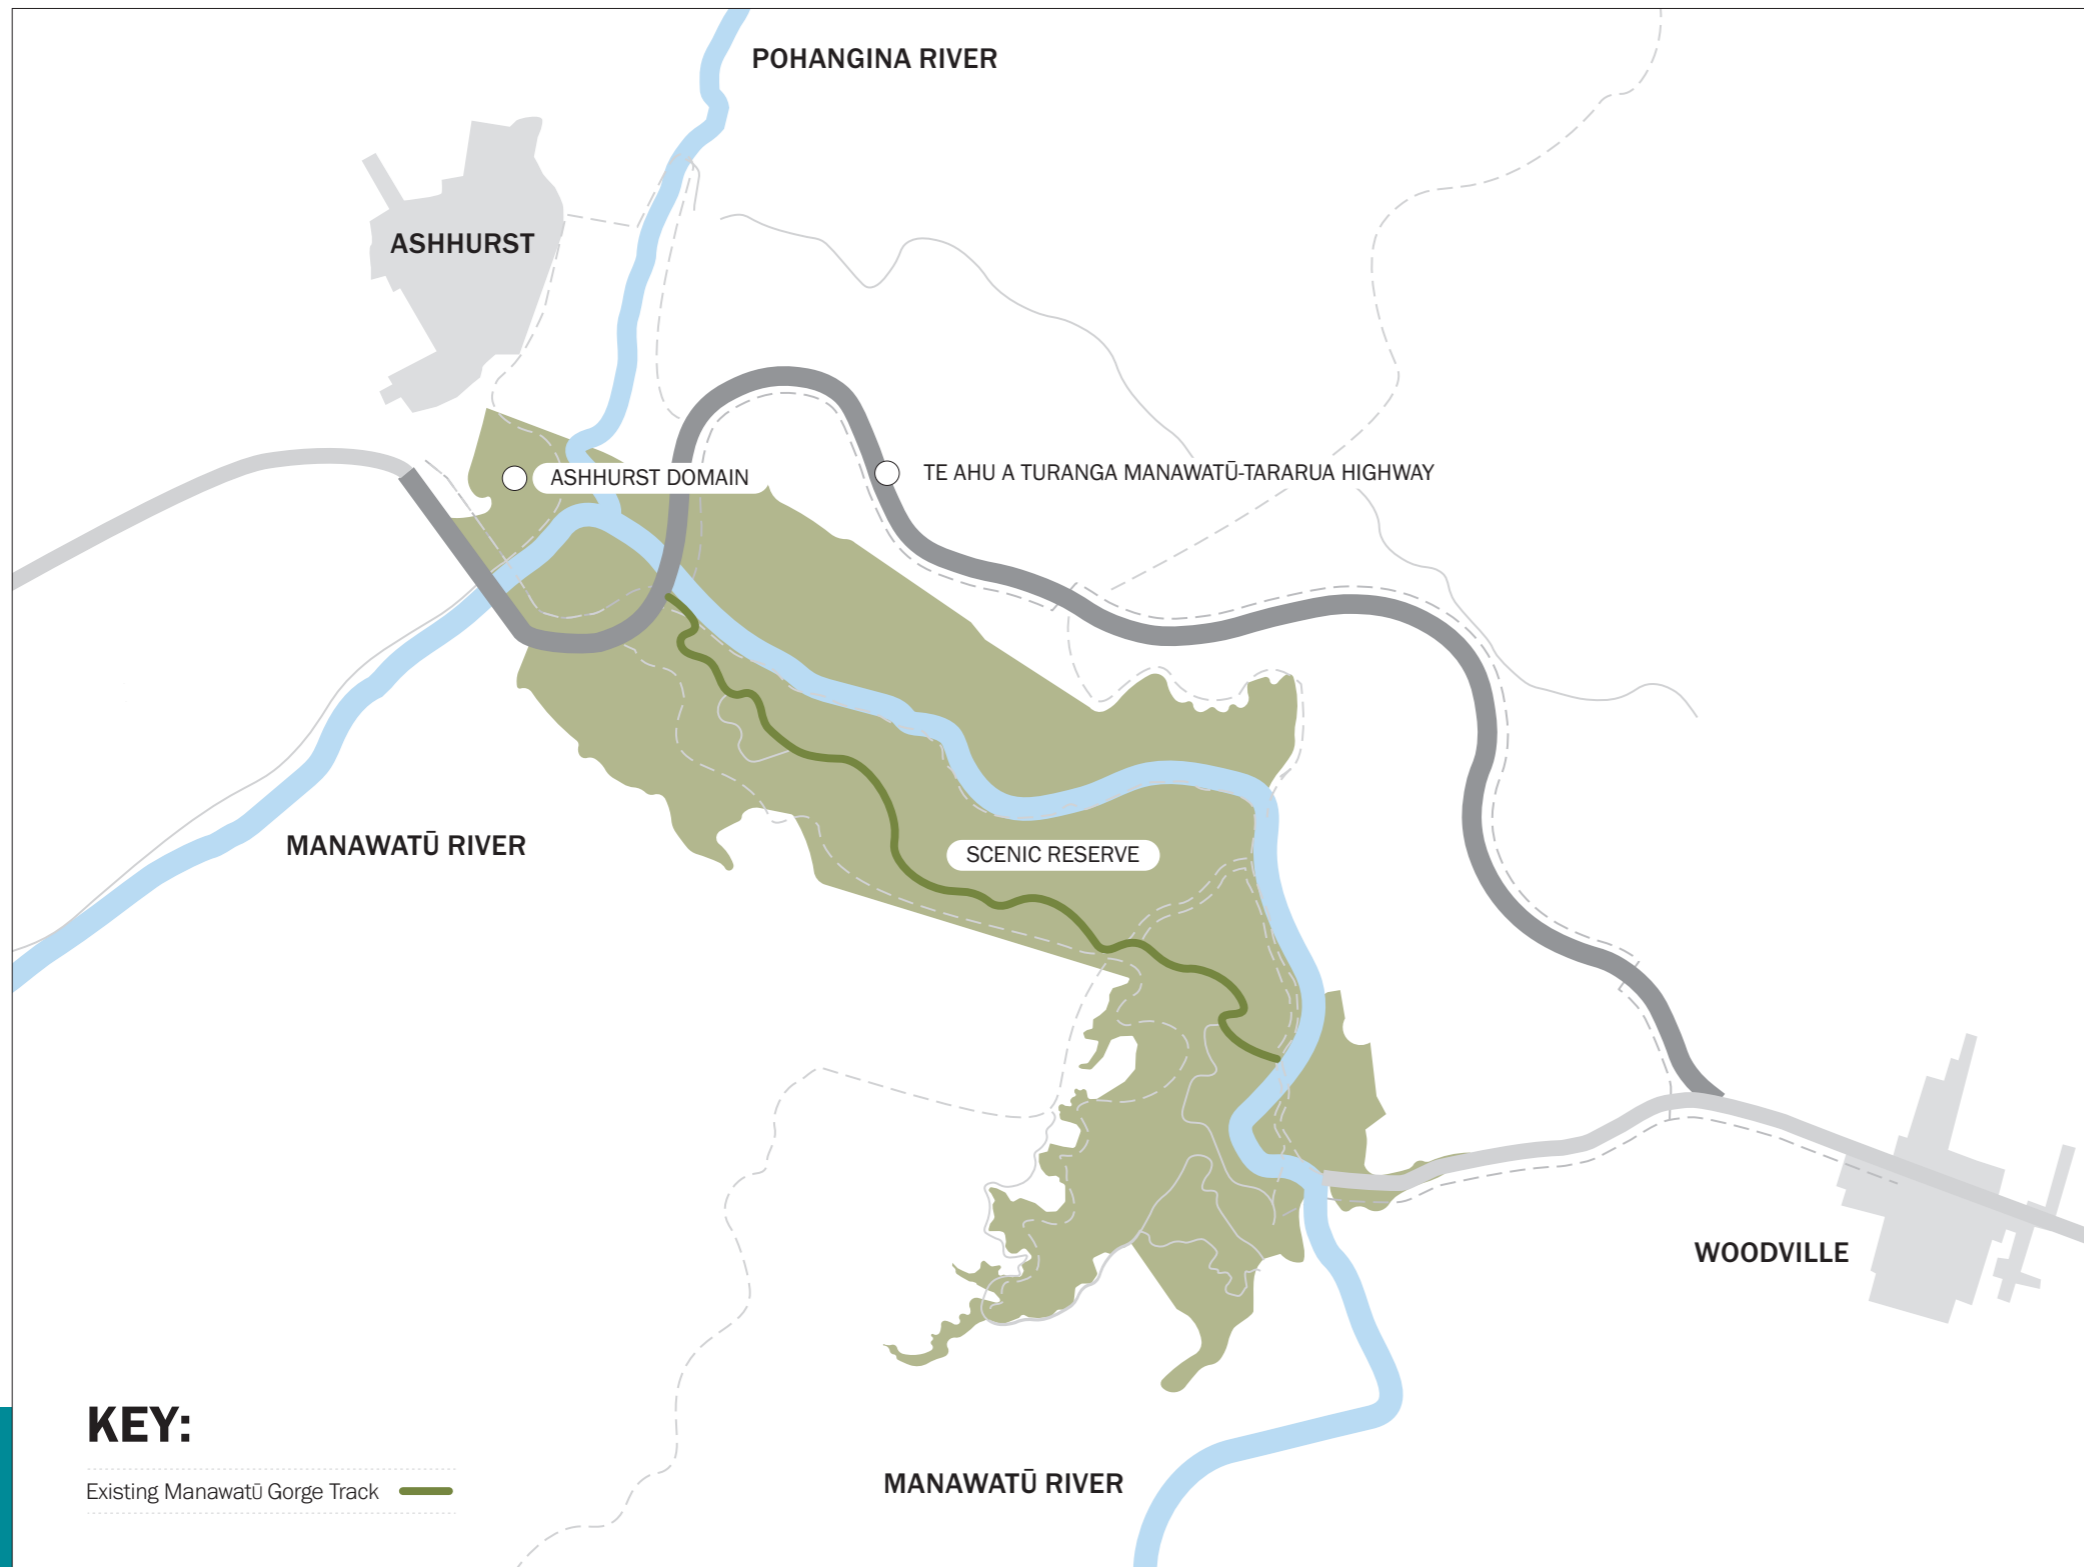 POHANGINA RIVER
ASHHURST
ASHHURST DOMAIN
TE AHU A TURANGA MANAWATŪ-TARARUA HIGHWAY
MANAWATŪ RIVER
SCENIC RESERVE
WOODVILLE
KEY:
Existing Manawatū Gorge Track
MANAWATŪ RIVER